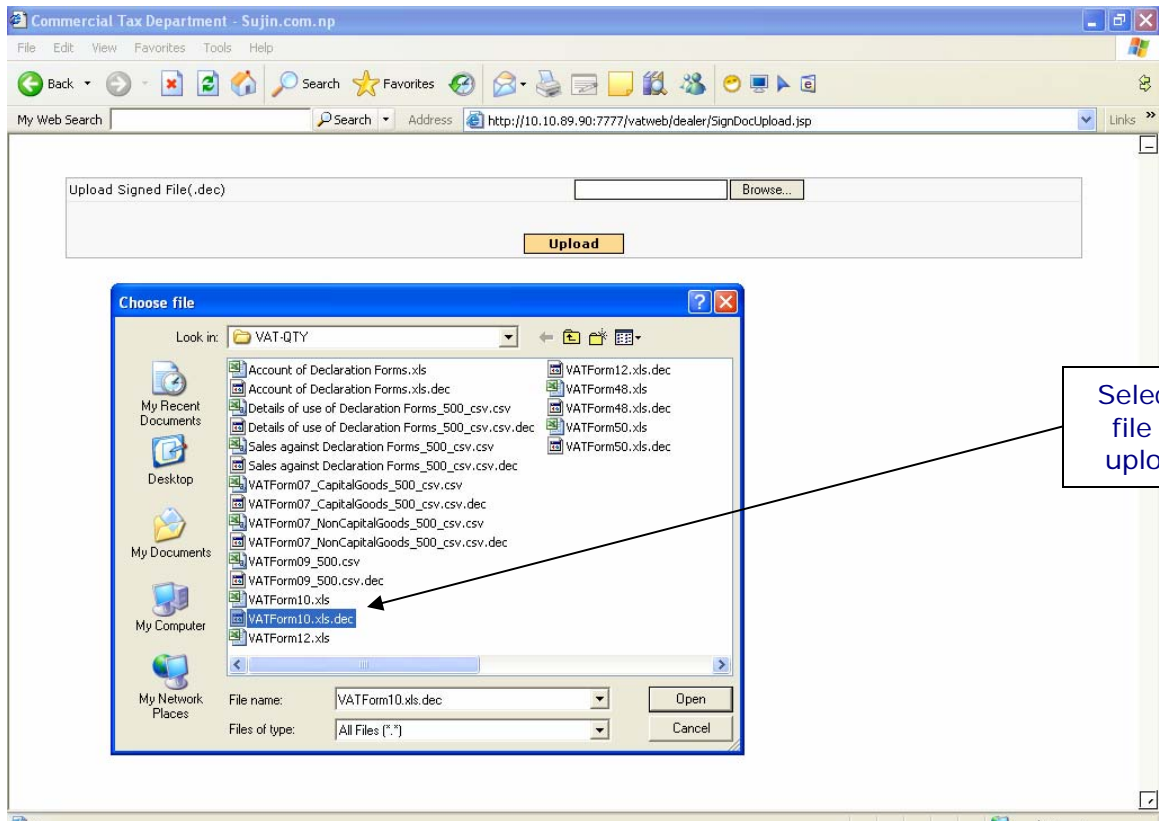 Commercial Tax Department - Sujin.com.np
File Edit View Favorites Tools Help
Back Search Favorites
My Web Search Search Address http://10.10.89.90:7777/vatweb/dealer/SignDocUpload.jsp Links »
Upload Signed File(.dec) Browse...
Upload
Choose file
Look in: VAT-QTY
My Recent Documents
Desktop
My Documents
My Computer
My Network Places
Account of Declaration Forms.xls
Account of Declaration Forms.xls.dec
Details of use of Declaration Forms_500_csv.csv
Details of use of Declaration Forms_500_csv.csv.dec
Sales against Declaration Forms_500_csv.csv
Sales against Declaration Forms_500_csv.csv.dec
VATForm07_CapitalGoods_500_csv.csv
VATForm07_CapitalGoods_500_csv.csv.dec
VATForm07_NonCapitalGoods_500_csv.csv
VATForm07_NonCapitalGoods_500_csv.csv.dec
VATForm09_500.csv
VATForm09_500.csv.dec
VATForm10.xls
VATForm10.xls.dec
VATForm12.xls
VATForm12.xls.dec
VATForm48.xls
VATForm48.xls.dec
VATForm50.xls
VATForm50.xls.dec
File name: VATForm10.xls.dec Open
Files of type: All Files (*.*) Cancel
file